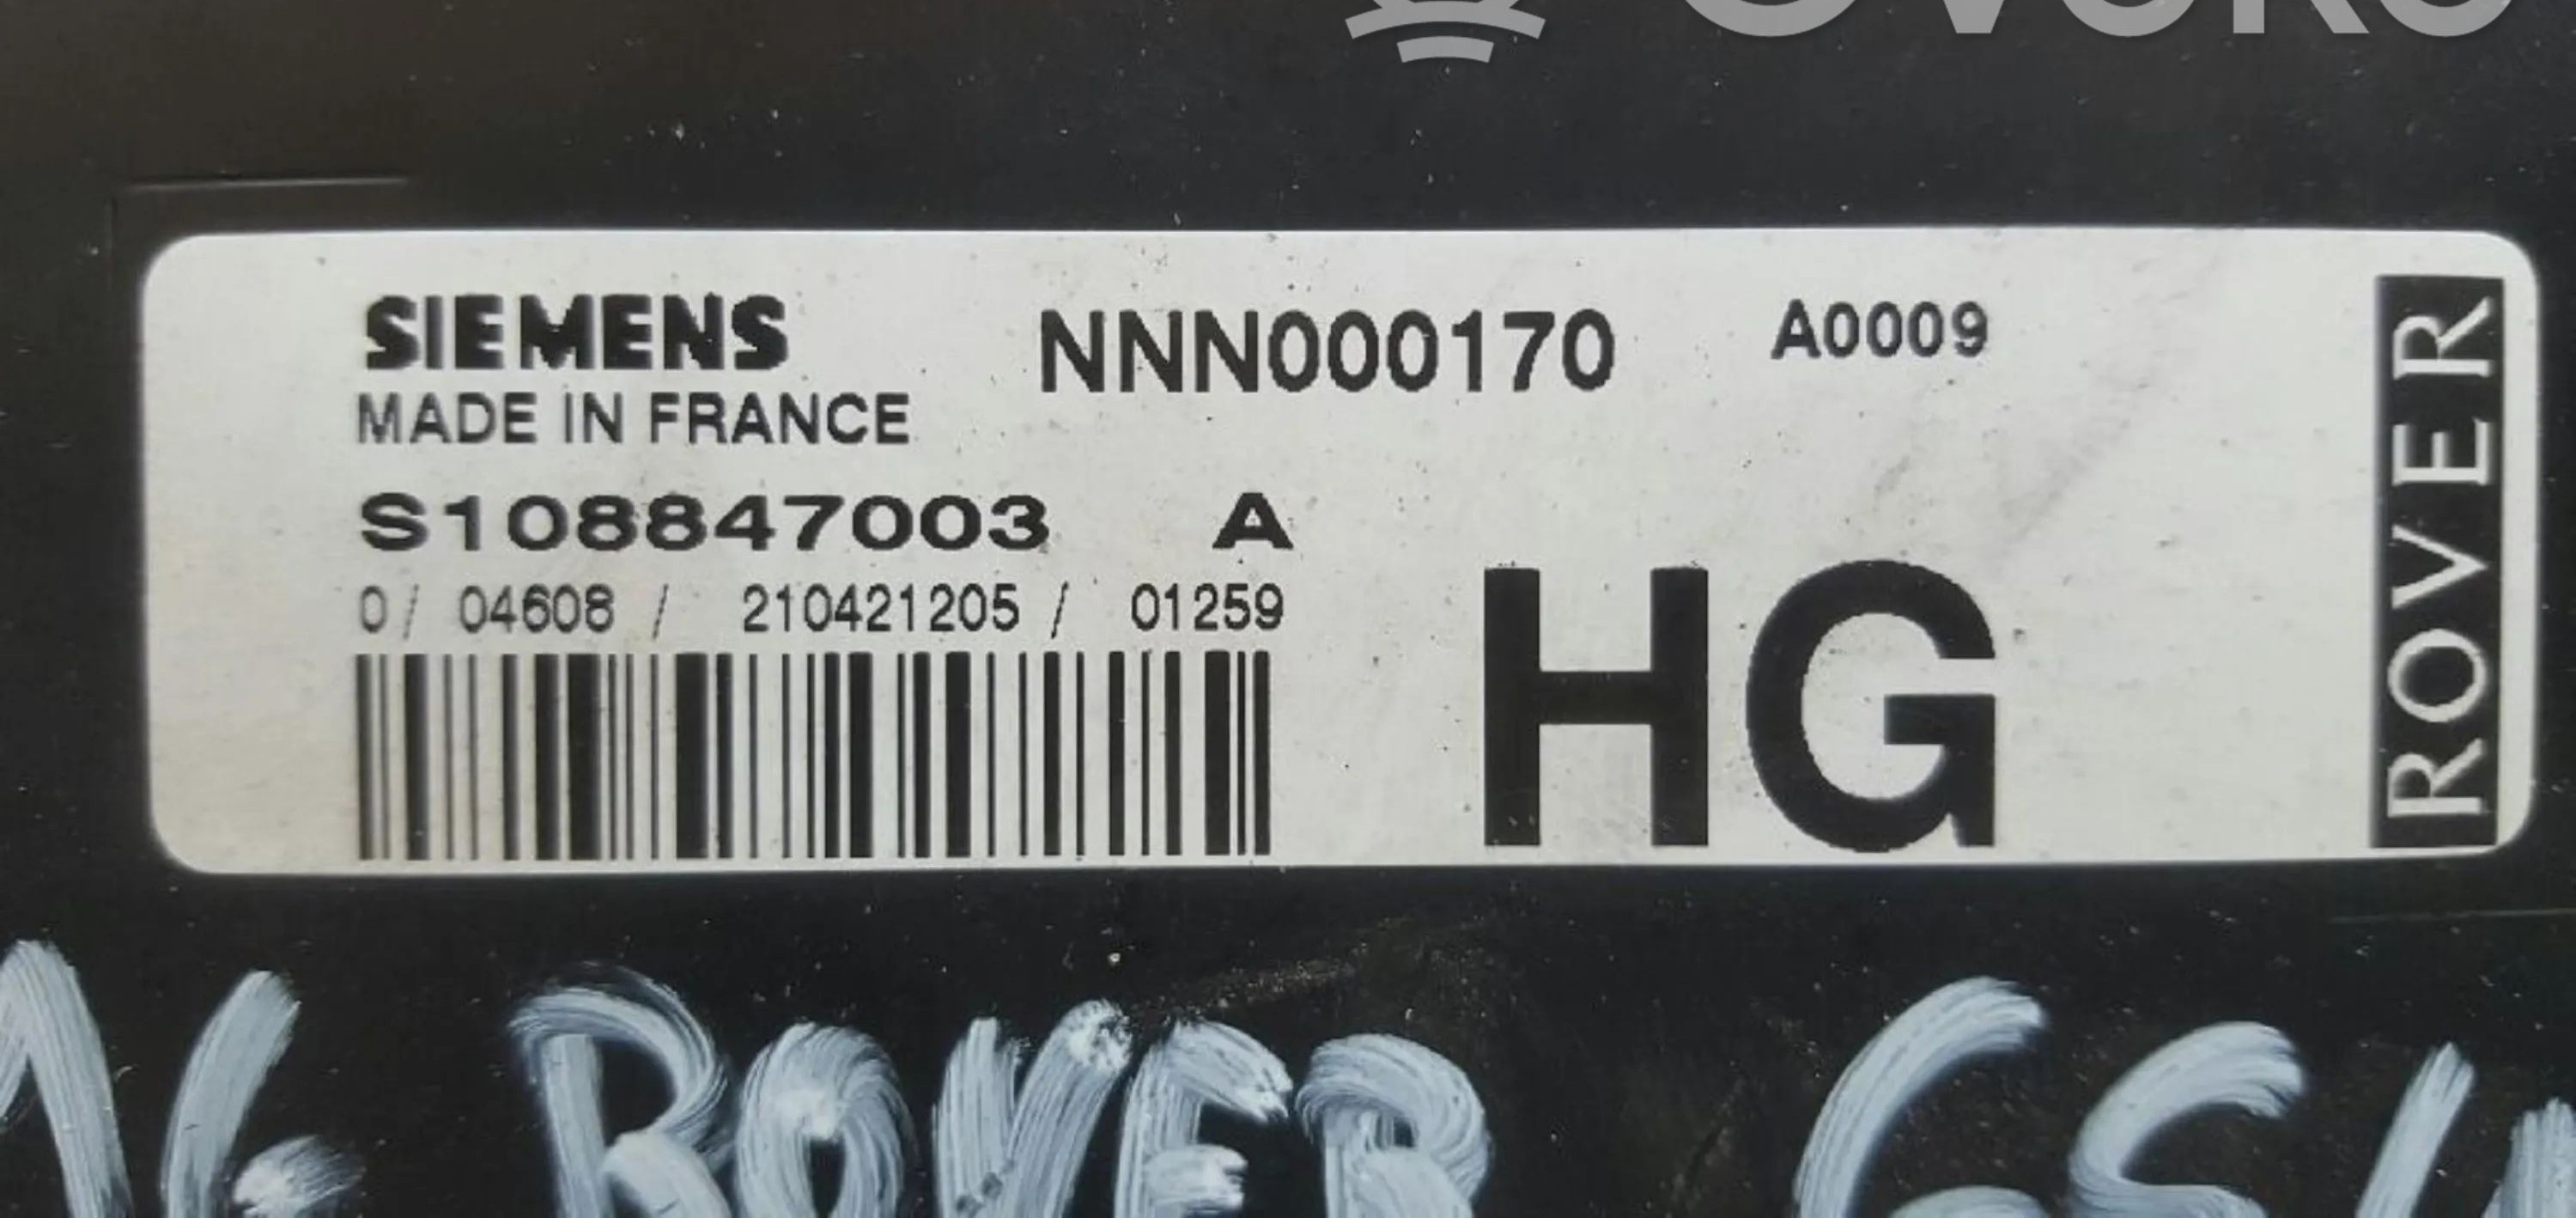 SIEMENS NNN000170 A0009
MADE IN FRANCE
S108847003 A
0/ 04608 / 210421205 / 01259
HG
ROVER
ROVER